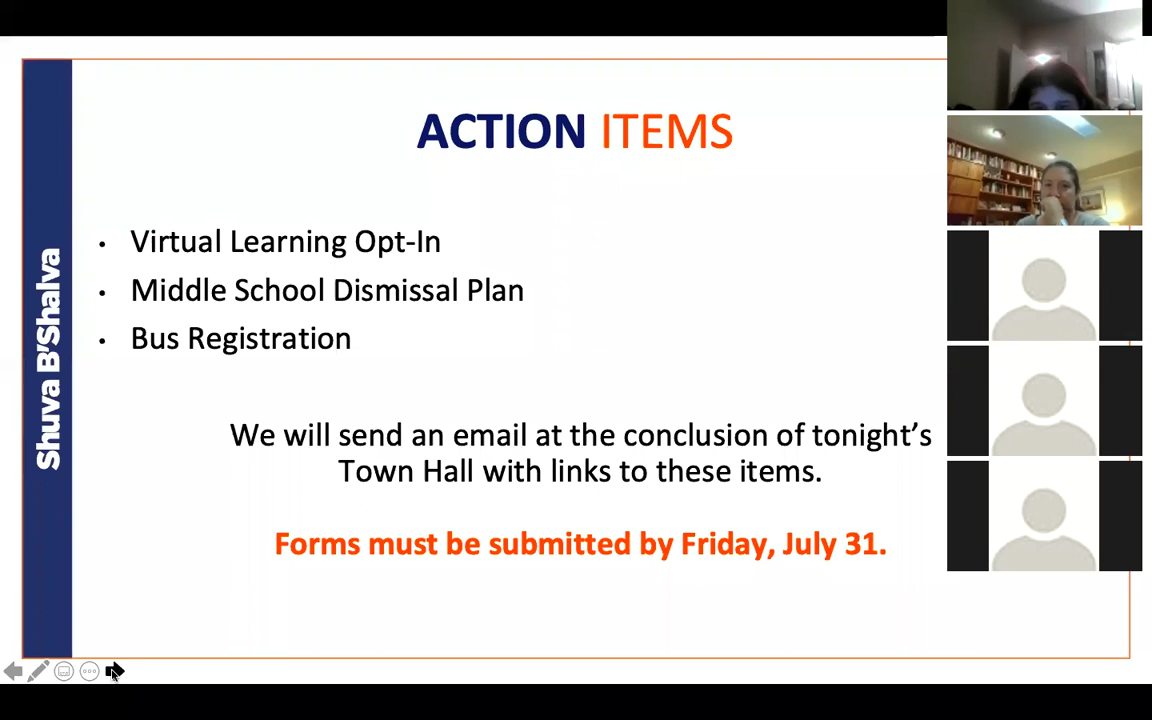 ACTION ITEMS
Shuva B'Shalva
• Virtual Learning Opt-In
• Middle School Dismissal Plan
• Bus Registration
We will send an email at the conclusion of tonight’s
Town Hall with links to these items.
Forms must be submitted by Friday, July 31.